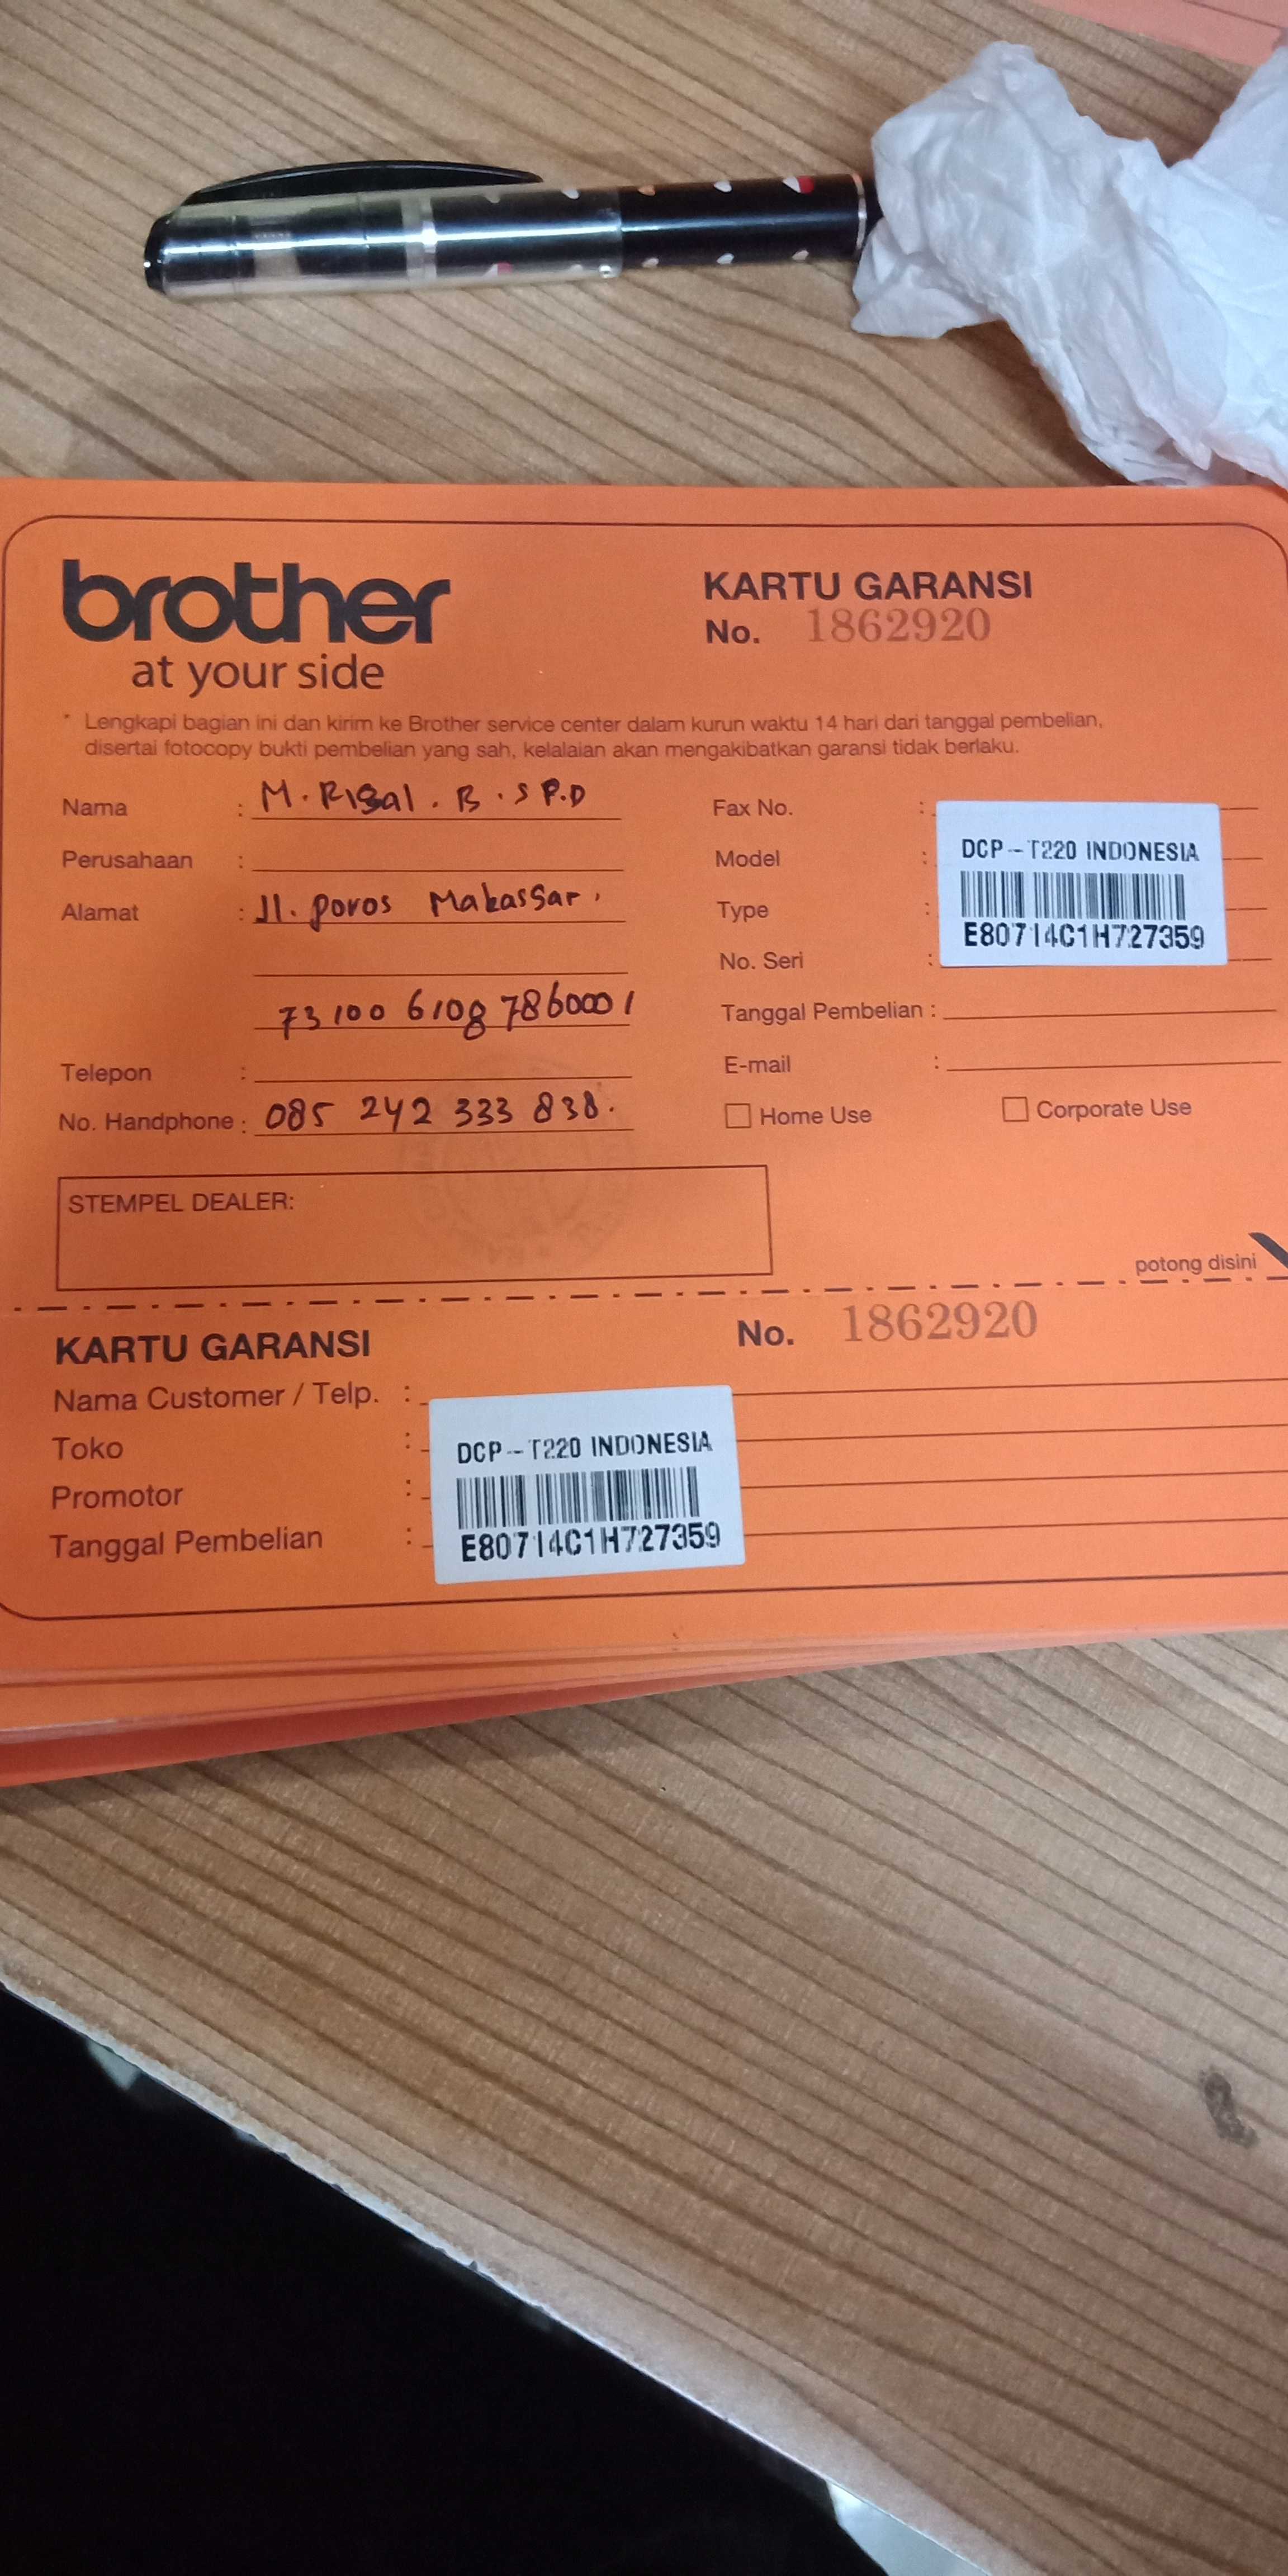 brother
at your side
KARTU GARANSI
No. 1862920
* Lengkapi bagian ini dan kirim ke Brother service center dalam kurun waktu 14 hari dari tanggal pembelian,
disertai fotocopy bukti pembelian yang sah, kelalaian akan mengakibatkan garansi tidak berlaku.
Nama : M. Risal. B. S P.D
Perusahaan :
Alamat : Jl. Poros Makassar.
73100 6108 7860001
Telepon :
No. Handphone : 085 242 333 838.
Fax No. :
Model :
Type :
No. Seri :
DCP-T220 INDONESIA
E80714C1H727359
Tanggal Pembelian :
E-mail :
Home Use Corporate Use
STEMPEL DEALER:
potong disini
KARTU GARANSI No. 1862920
Nama Customer / Telp. :
Toko :
Promotor :
Tanggal Pembelian :
DCP-T220 INDONESIA
E80714C1H727359